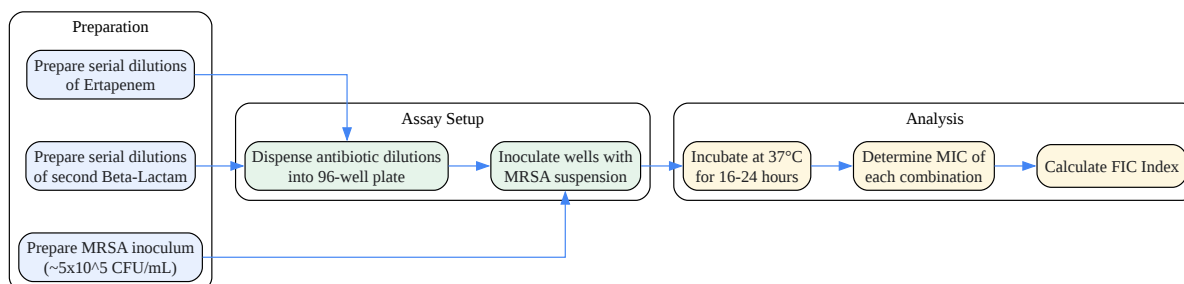 Preparation
Prepare serial dilutions
of Ertapenem
Prepare serial dilutions
of second Beta-Lactam
Prepare MRSA inoculum
(~5x10^5 CFU/mL)
Assay Setup
Dispense antibiotic dilutions
into 96-well plate
Inoculate wells with
MRSA suspension
Analysis
Incubate at 37°C
for 16-24 hours
Determine MIC of
each combination
Calculate FIC Index